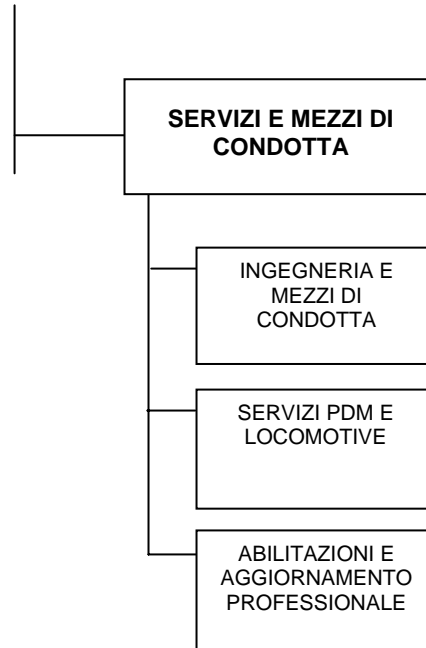 SERVIZI E MEZZI DI
CONDOTTA
INGEGNERIA E
MEZZI DI
CONDOTTA
SERVIZI PDM E
LOCOMOTIVE
ABILITAZIONI E
AGGIORNAMENTO
PROFESSIONALE